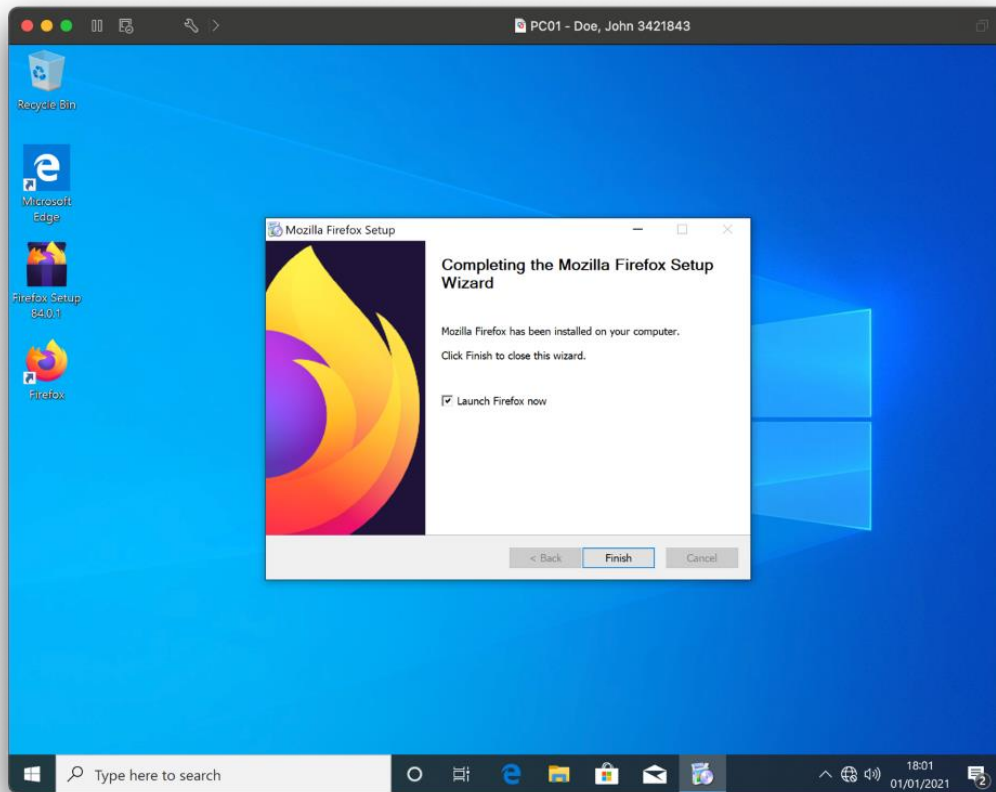 PC01 - Doe, John 3421843
Recycle Bin
Microsoft
Edge
Firefox Setup
84.0.1
Firefox
Mozilla Firefox Setup
Completing the Mozilla Firefox Setup
Wizard
Mozilla Firefox has been installed on your computer.
Click Finish to close this wizard.
Launch Firefox now
< Back
Finish
Cancel
Type here to search
18:01
01/01/2021
2